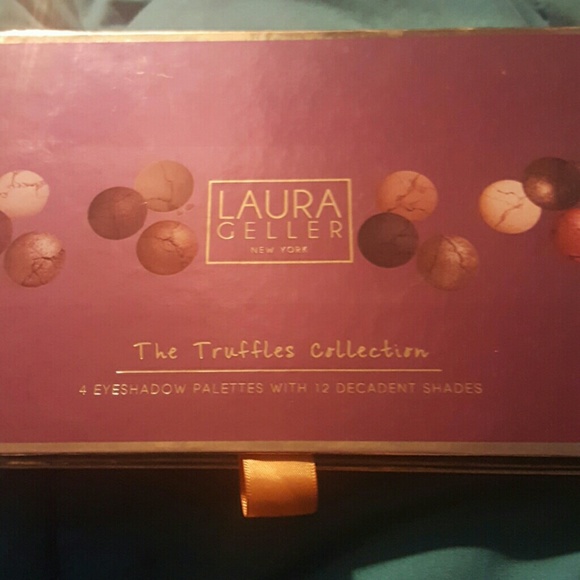 LAURA
GELLER
NEW YORK
The Truffles Collection
4 EYESHADOW PALETTES WITH 12 DECADENT SHADES